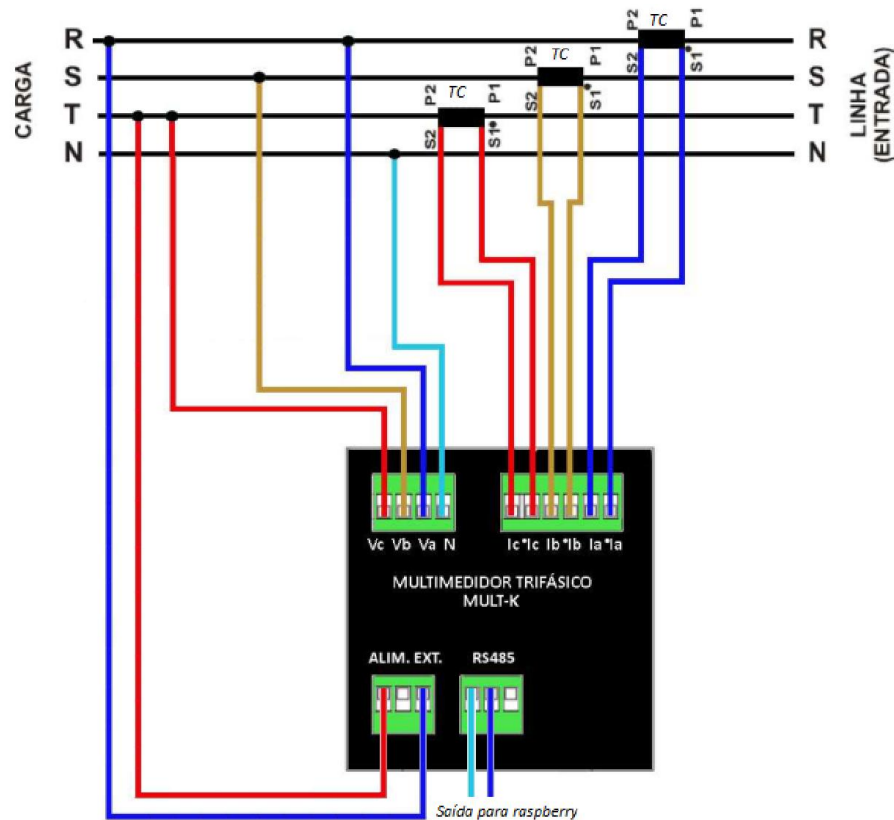 P2 TC P1
R R
S2 S1•
P2 TC P1
S S
S2 S1•
P2 TC P1
T T
S2 S1•
N N
CARGA
LINHA
(ENTRADA)
Vc Vb Va N Ic •Ic Ib •Ib Ia •Ia
MULTIMEDIDOR TRIFÁSICO
MULT-K
ALIM. EXT. RS485
Saída para raspberry